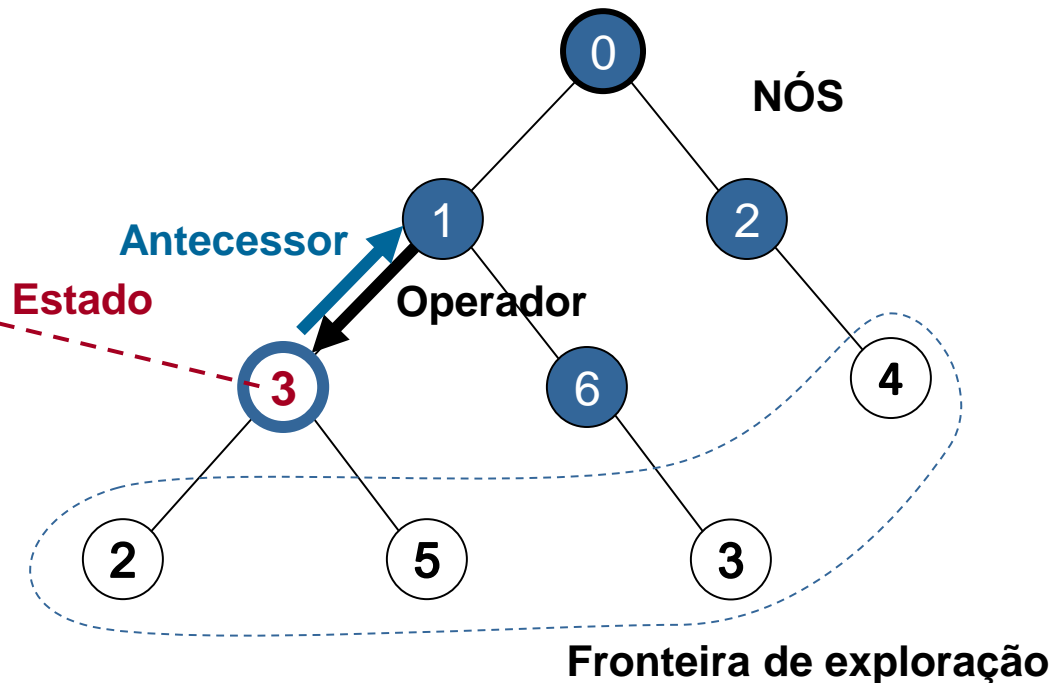 0
NÓS
1
2
Antecessor
Estado
Operador
3
6
4
2
5
3
Fronteira de exploração